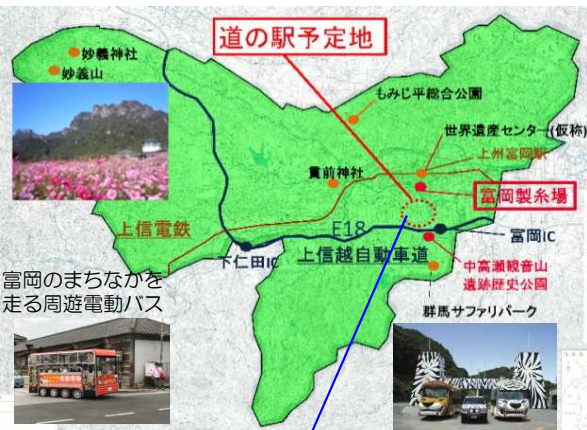 道の駅予定地
妙義神社
妙義山
もみじ平総合公園
世界遺産センター(仮称)
上州富岡駅
貫前神社
富岡製糸場
上信電鉄
E18
上信越自動車道
富岡IC
下仁田IC
中高瀬観音山
遺跡歴史公園
群馬サファリパーク
富岡のまちなかを
走る周遊電動バス